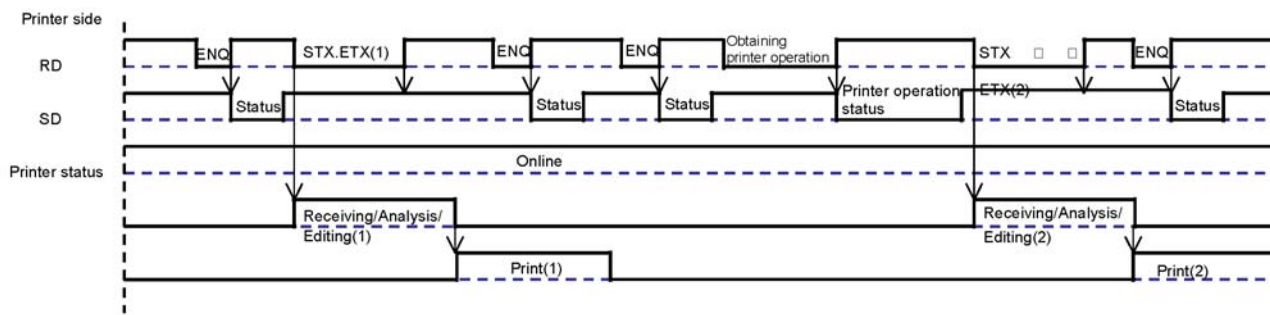 Printer side
RD
ENQ
STX.ETX(1)
ENQ
ENQ
Obtaining
printer operation
STX □ □
ENQ
SD
Status
Status
Status
Printer operation
status
ETX(2)
Status
Printer status
Online
Receiving/Analysis/
Editing(1)
Receiving/Analysis/
Editing(2)
Print(1)
Print(2)